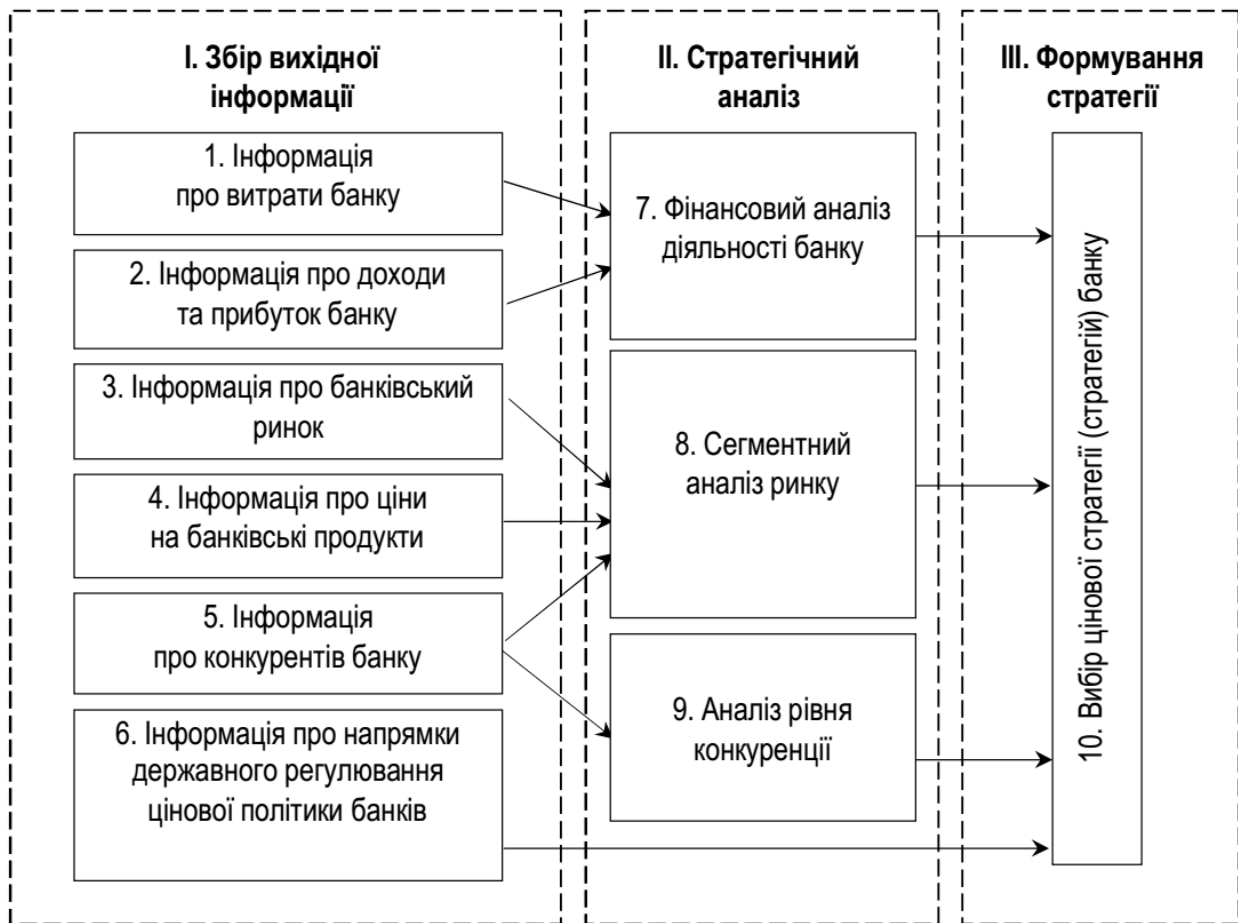 I. Збір вихідної
інформації
1. Інформація
про витрати банку
2. Інформація про доходи
та прибуток банку
3. Інформація про банківський
ринок
4. Інформація про ціни
на банківські продукти
5. Інформація
про конкурентів банку
6. Інформація про напрямки
державного регулювання
цінової політики банків
II. Стратегічний
аналіз
7. Фінансовий аналіз
діяльності банку
8. Сегментний
аналіз ринку
9. Аналіз рівня
конкуренції
III. Формування
стратегії
10. Вибір цінової стратегії (стратегій) банку